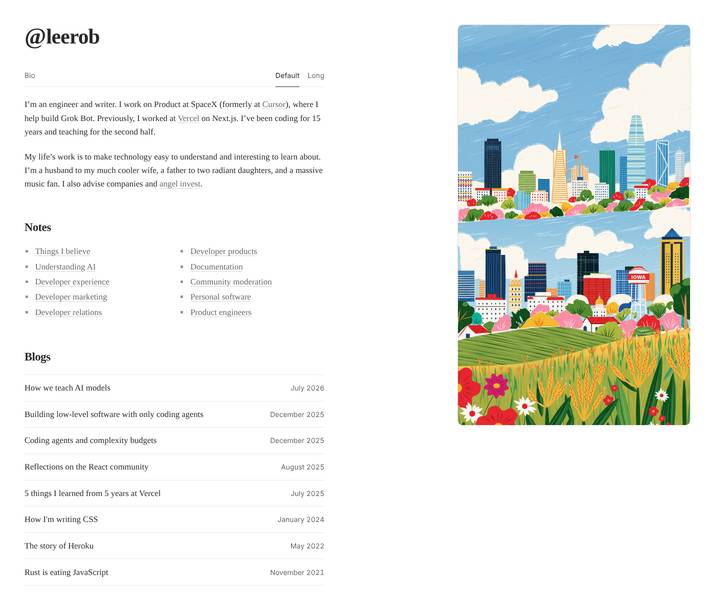 @leerob
Bio
Default Long
I'm an engineer and writer. I work on Product at SpaceX (formerly at Cursor), where I
help build Grok Bot. Previously, I worked at Vercel on Next.js. I've been coding for 15
years and teaching for the second half.
My life's work is to make technology easy to understand and interesting to learn about.
I'm a husband to my much cooler wife, a father to two radiant daughters, and a massive
music fan. I also advise companies and angel invest.
Notes
Things I believe
Understanding AI
Developer experience
Developer marketing
Developer relations
Developer products
Documentation
Community moderation
Personal software
Product engineers
Blogs
How we teach AI models July 2026
Building low-level software with only coding agents December 2025
Coding agents and complexity budgets December 2025
Reflections on the React community August 2025
5 things I learned from 5 years at Vercel July 2025
How I'm writing CSS January 2024
The story of Heroku May 2022
Rust is eating JavaScript November 2021
IOWA